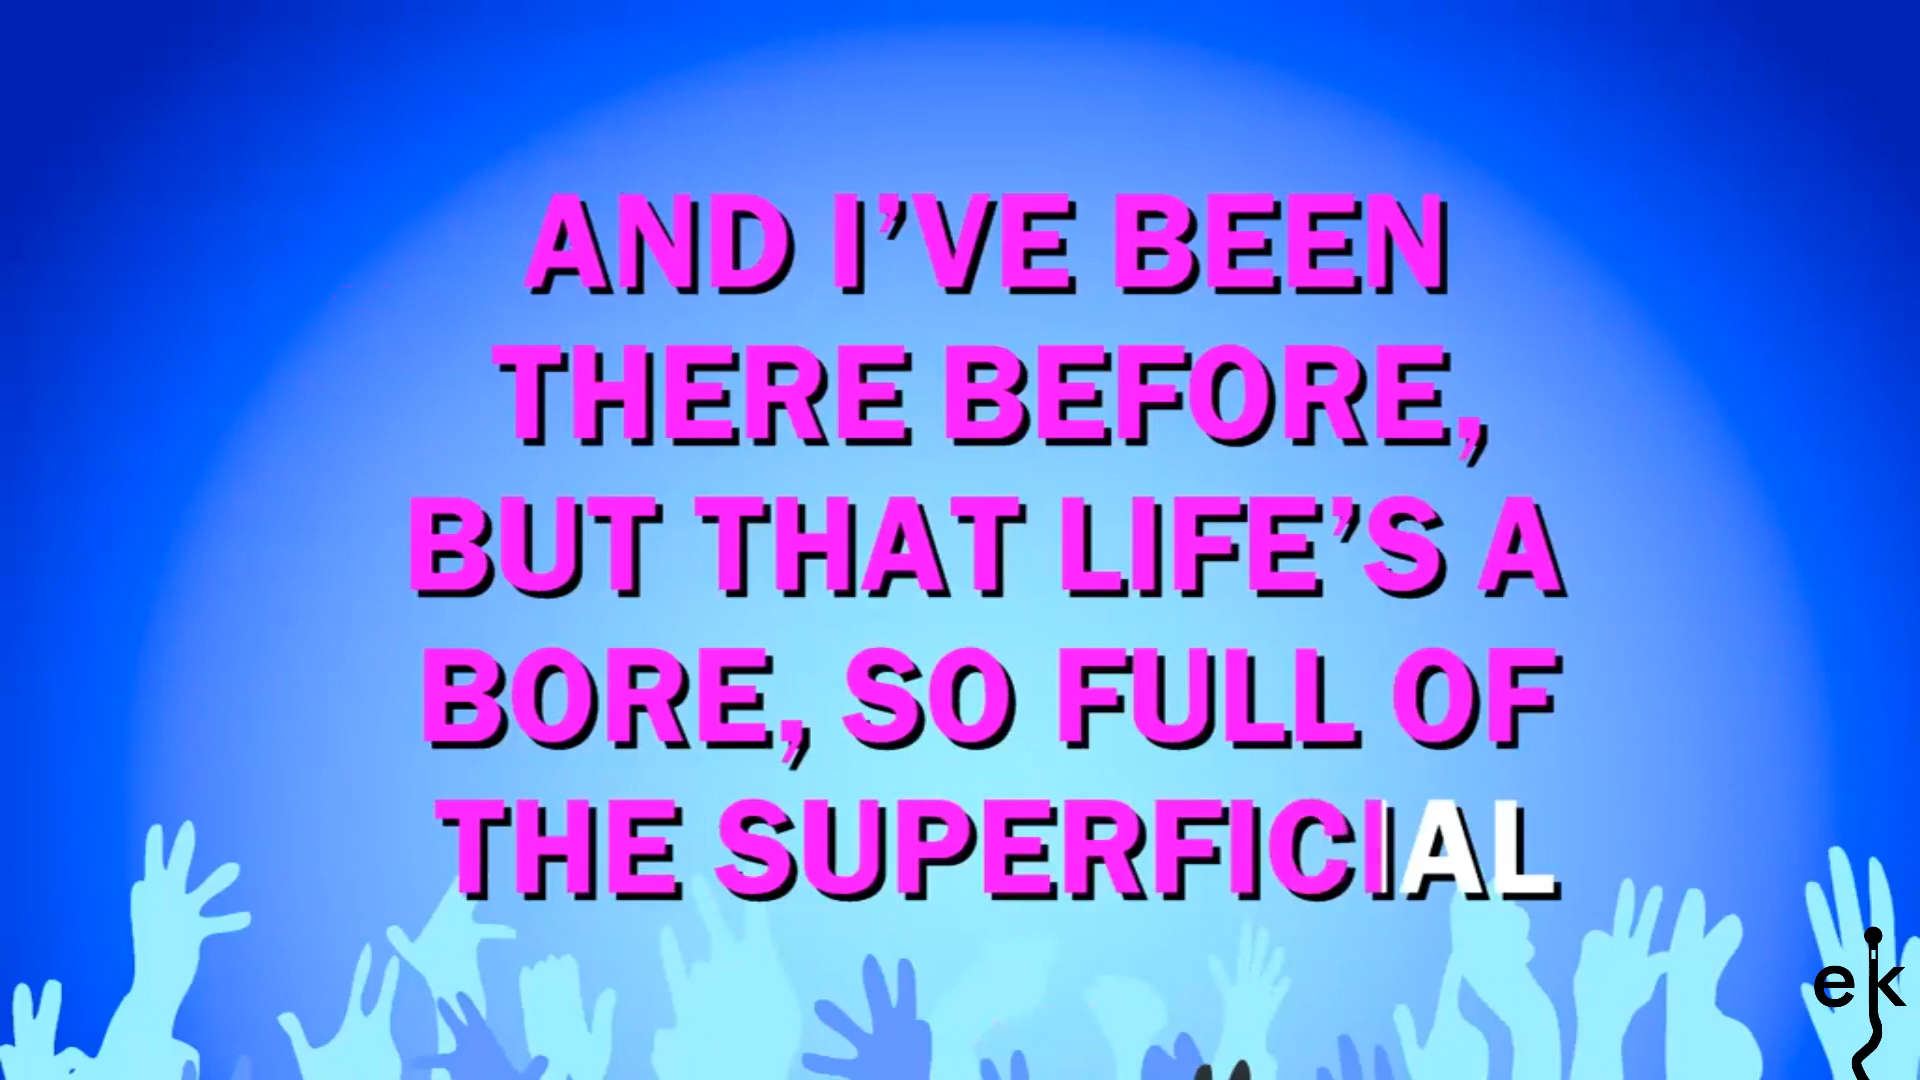 AND I’VE BEEN
THERE BEFORE,
BUT THAT LIFE’S A
BORE, SO FULL OF
THE SUPERFICIAL
ek